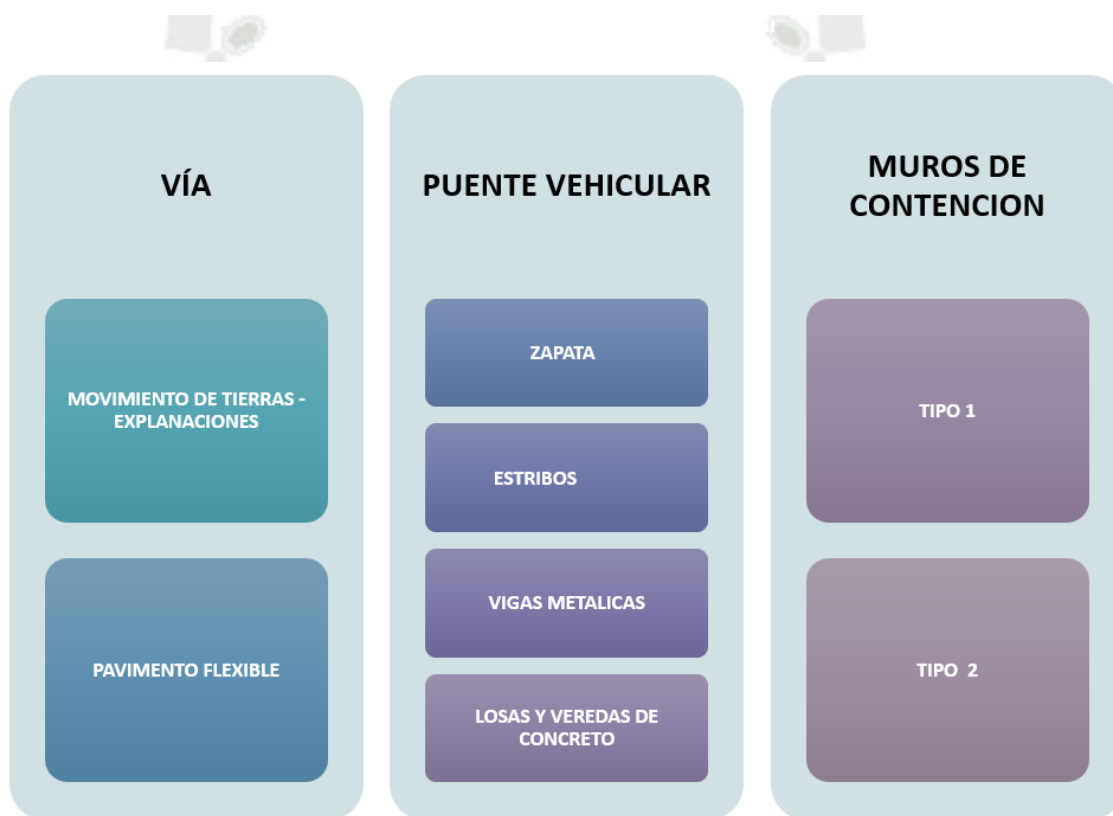 VÍA
MOVIMIENTO DE TIERRAS -
EXPLANACIONES
PAVIMENTO FLEXIBLE
PUENTE VEHICULAR
ZAPATA
ESTRIBOS
VIGAS METALICAS
LOSAS Y VEREDAS DE
CONCRETO
MUROS DE
CONTENCION
TIPO 1
TIPO 2